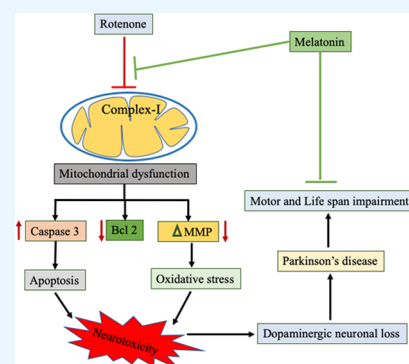 Rotenone
Melatonin
Complex-I
Mitochondrial dysfunction
Motor and Life span impairment
Caspase 3
Bcl 2
Δ MMP
Parkinson's disease
Apoptosis
Oxidative stress
Neurotoxicity
Dopaminergic neuronal loss